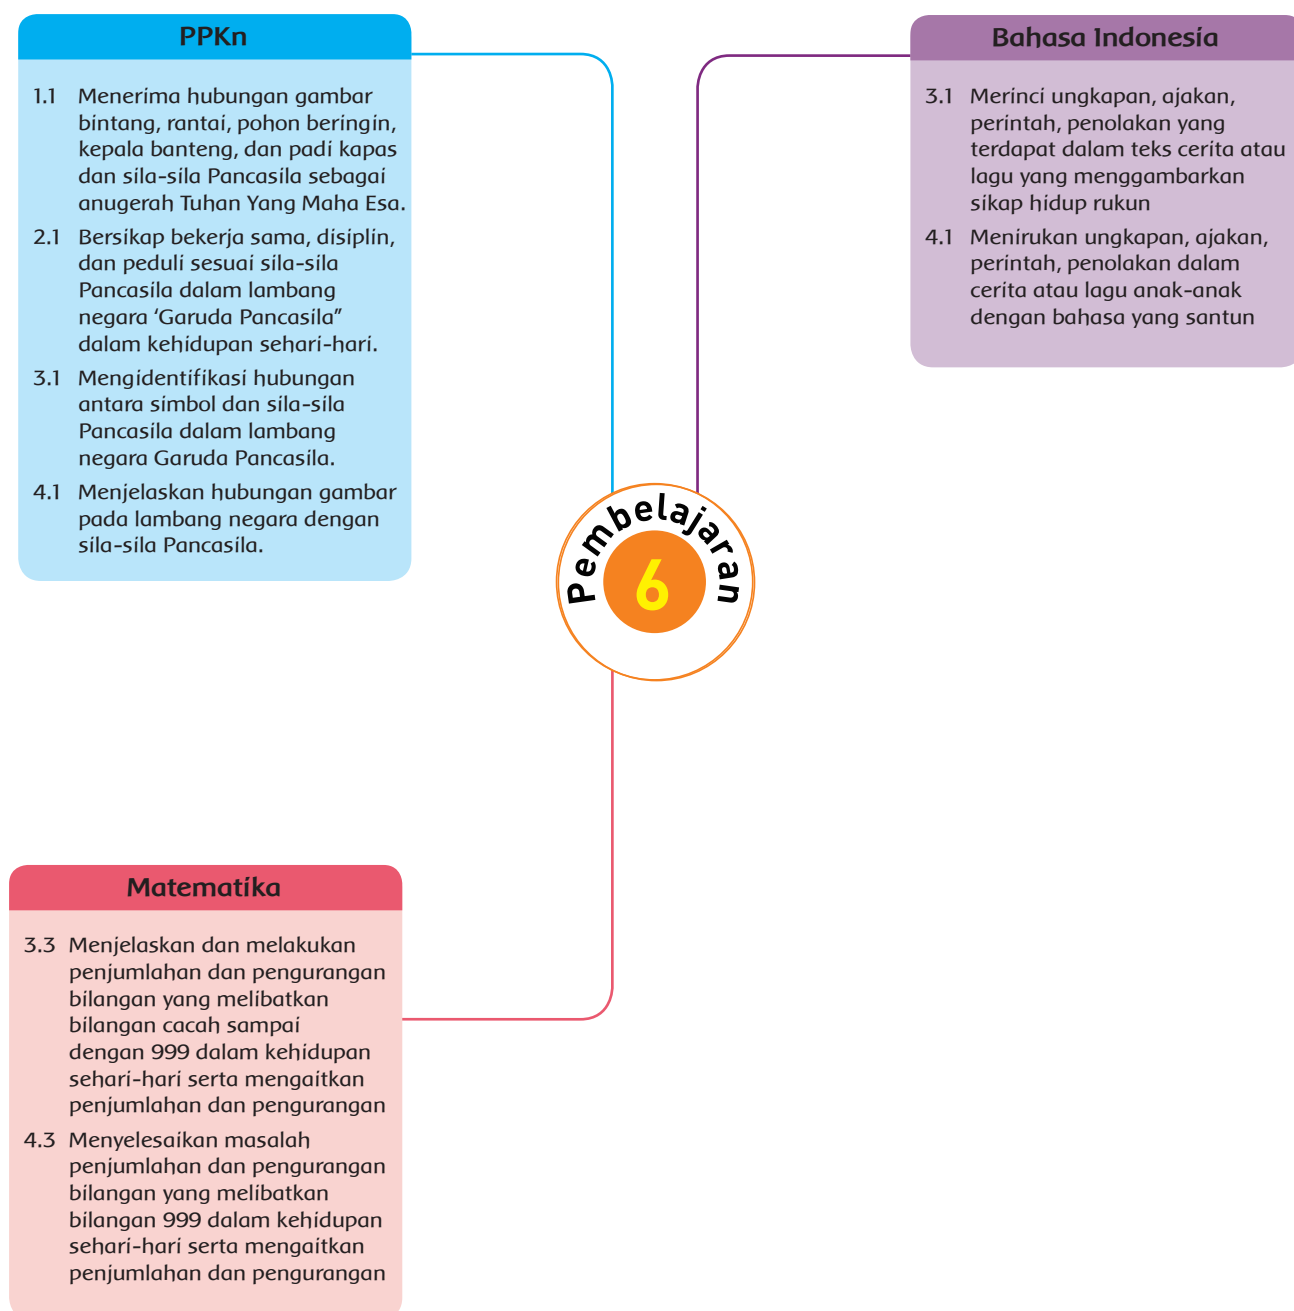 PPKn
1.1 Menerima hubungan gambar
bintang, rantai, pohon beringin,
kepala banteng, dan padi kapas
dan sila-sila Pancasila sebagai
anugerah Tuhan Yang Maha Esa.
2.1 Bersikap bekerja sama, disiplin,
dan peduli sesuai sila-sila
Pancasila dalam lambang
negara ‘Garuda Pancasila”
dalam kehidupan sehari-hari.
3.1 Mengidentifikasi hubungan
antara simbol dan sila-sila
Pancasila dalam lambang
negara Garuda Pancasila.
4.1 Menjelaskan hubungan gambar
pada lambang negara dengan
sila-sila Pancasila.
Bahasa Indonesia
3.1 Merinci ungkapan, ajakan,
perintah, penolakan yang
terdapat dalam teks cerita atau
lagu yang menggambarkan
sikap hidup rukun
4.1 Menirukan ungkapan, ajakan,
perintah, penolakan dalam
cerita atau lagu anak-anak
dengan bahasa yang santun
Pembelajaran
6
Matematika
3.3 Menjelaskan dan melakukan
penjumlahan dan pengurangan
bilangan yang melibatkan
bilangan cacah sampai
dengan 999 dalam kehidupan
sehari-hari serta mengaitkan
penjumlahan dan pengurangan
4.3 Menyelesaikan masalah
penjumlahan dan pengurangan
bilangan yang melibatkan
bilangan 999 dalam kehidupan
sehari-hari serta mengaitkan
penjumlahan dan pengurangan